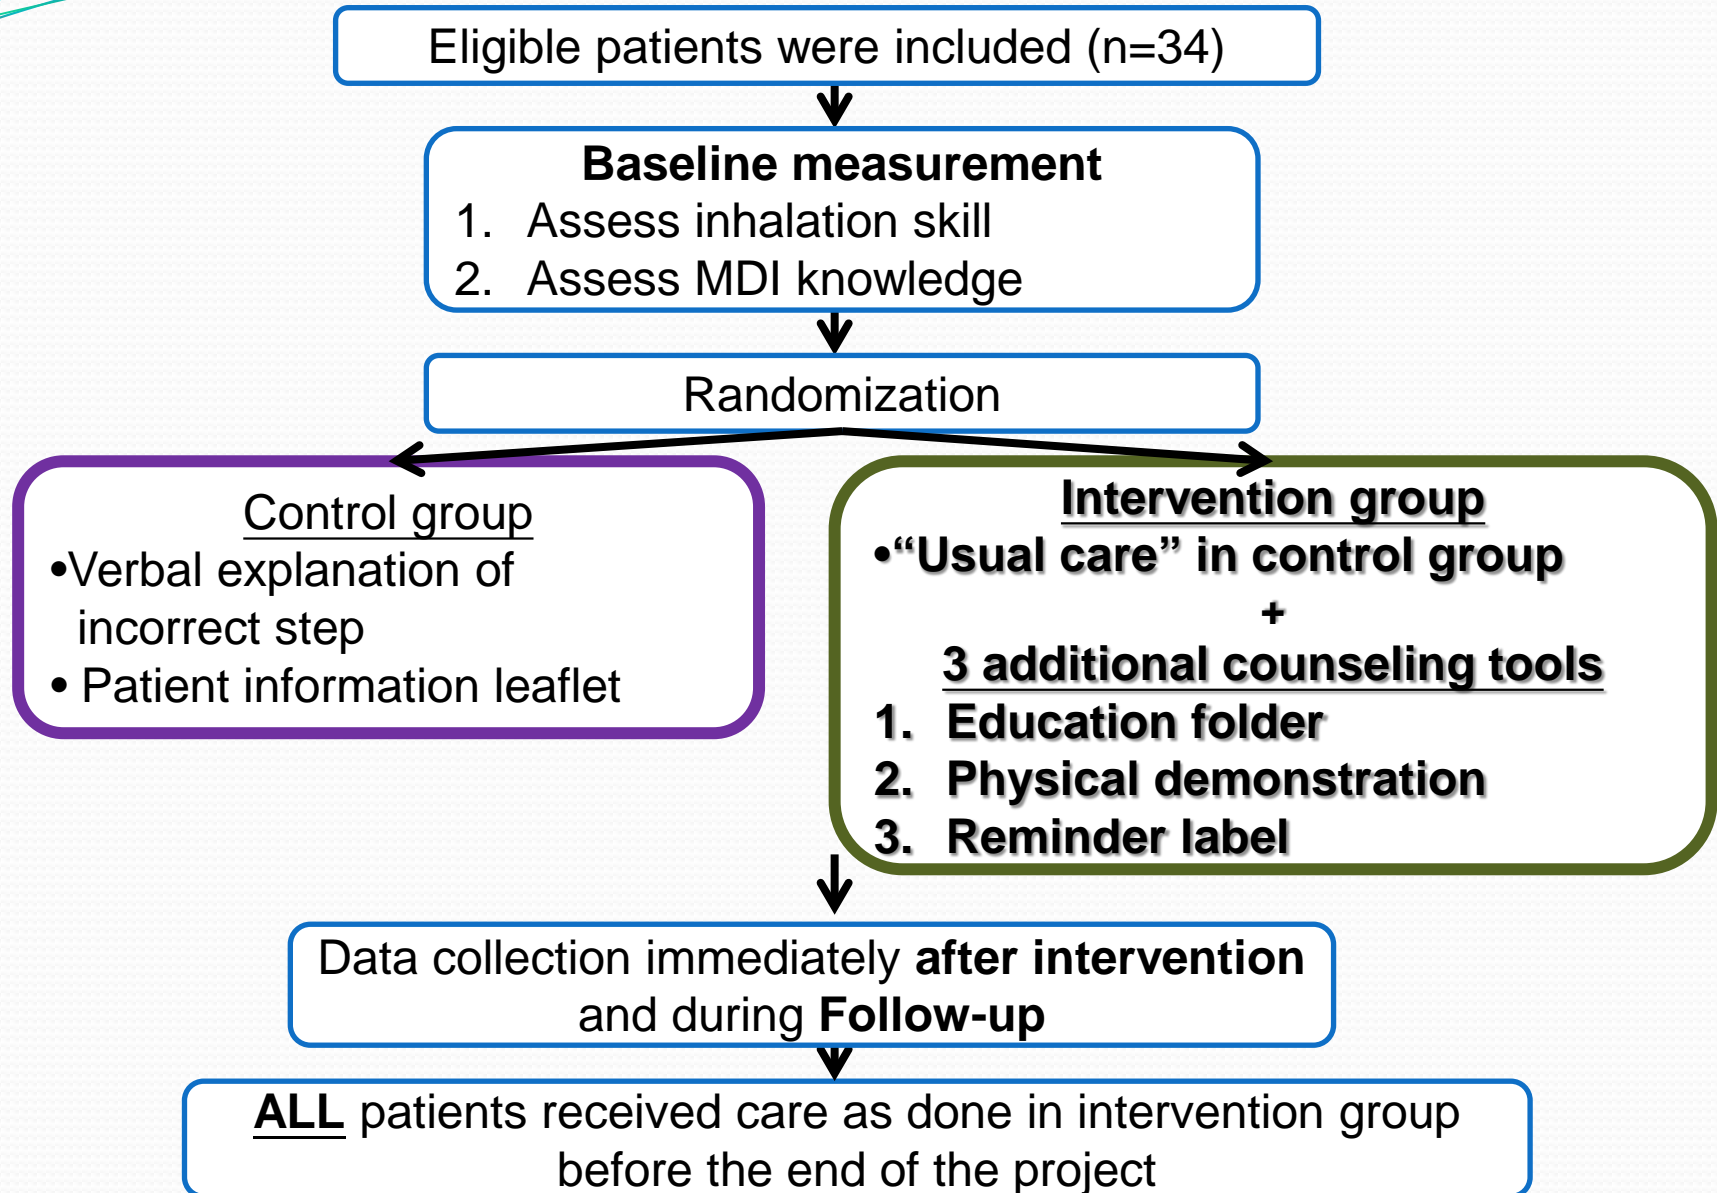 Eligible patients were included (n=34)
Baseline measurement
1. Assess inhalation skill
2. Assess MDI knowledge
Randomization
Control group
•Verbal explanation of
incorrect step
• Patient information leaflet
Intervention group
•“Usual care” in control group
+
3 additional counseling tools
1. Education folder
2. Physical demonstration
3. Reminder label
Data collection immediately after intervention
and during Follow-up
ALL patients received care as done in intervention group
before the end of the project